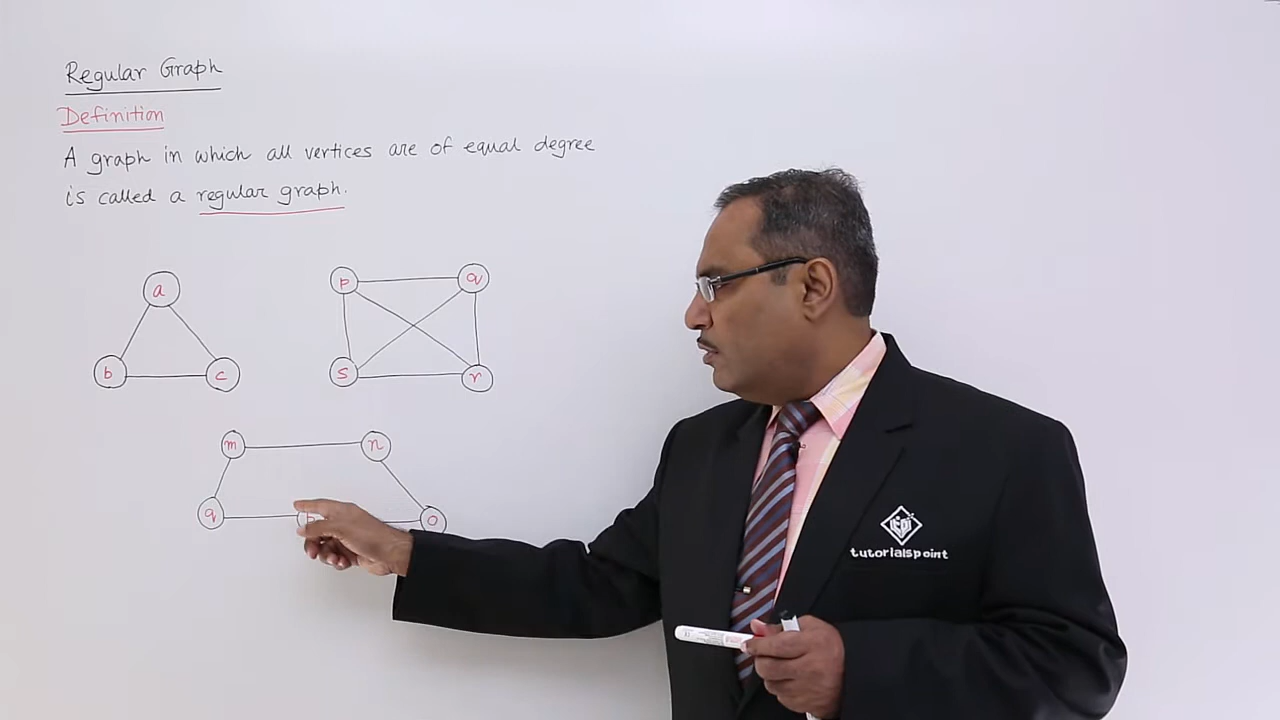 Regular Graph
Definition
A graph in which all vertices are of equal degree
is called a regular graph.
a
p q
b c
s r
m n
q p o
tutorialspoint